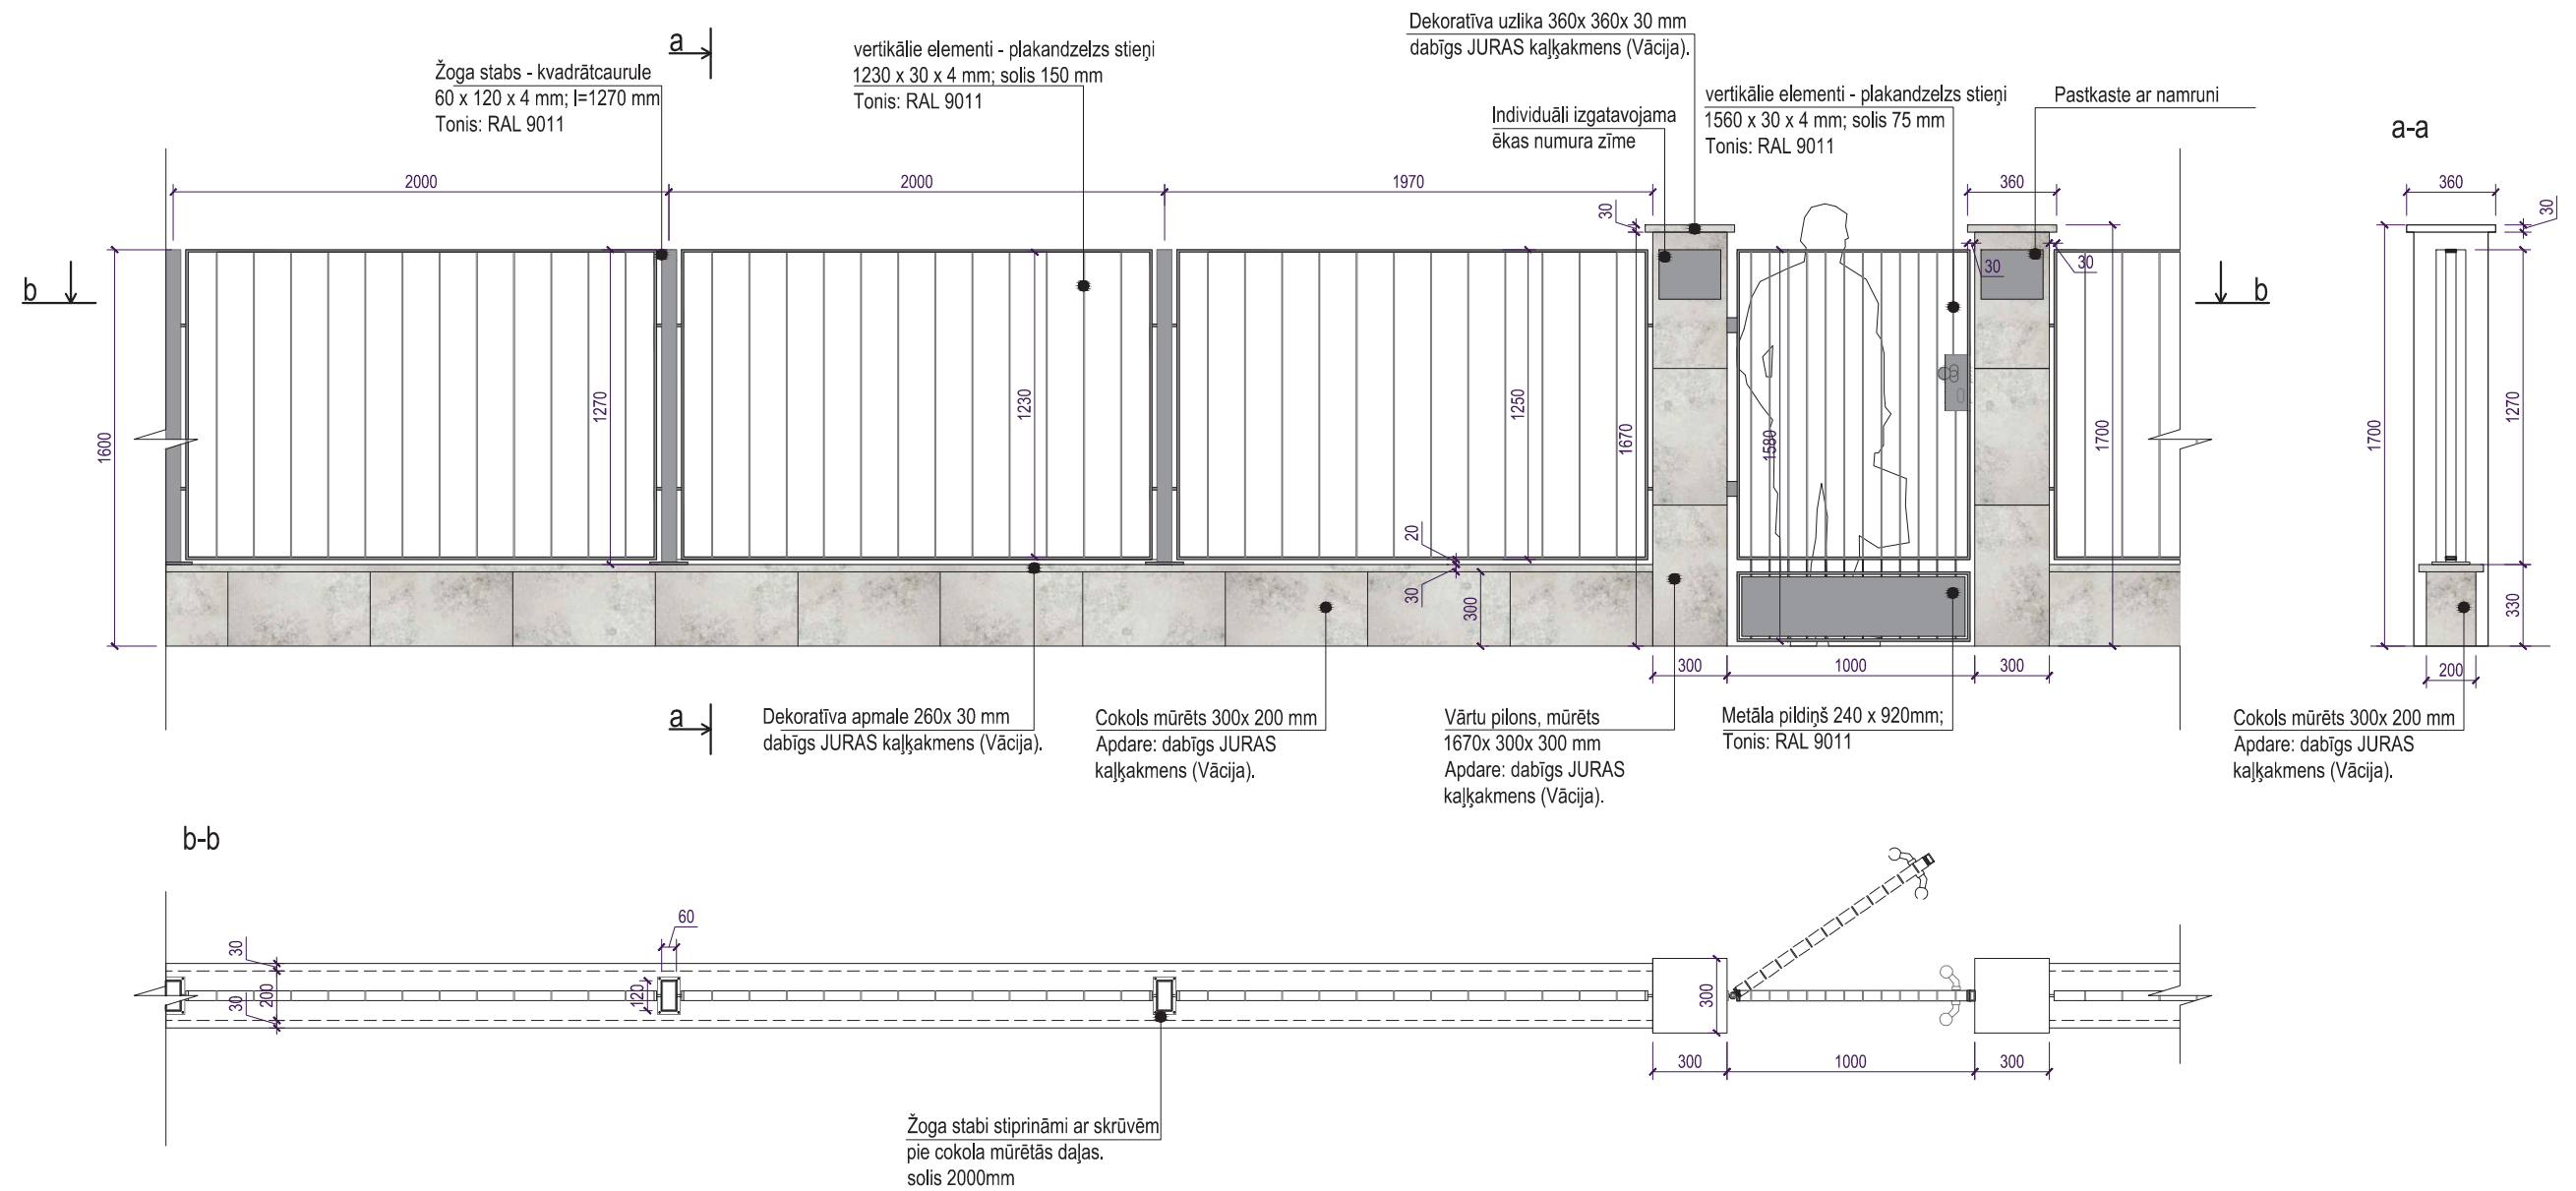 Dekoratīva uzlika 360x 360x 30 mm
dabīgs JURAS kaļķakmens (Vācija).
a
vertikālie elementi - plakandzelzs stieņi
1230 x 30 x 4 mm; solis 150 mm
Tonis: RAL 9011
Žoga stabs - kvadrātcaurule
60 x 120 x 4 mm; l=1270 mm
Tonis: RAL 9011
Individuāli izgatavojama
ēkas numura zīme
vertikālie elementi - plakandzelzs stieņi
1560 x 30 x 4 mm; solis 75 mm
Tonis: RAL 9011
Pastkaste ar namruni
a-a
2000
2000
1970
360
360
30
30
30
30
b
b
1600
1270
1230
1250
1670
1580
1700
1700
1270
20
30
300
330
300
1000
300
200
a
Dekoratīva apmale 260x 30 mm
dabīgs JURAS kaļķakmens (Vācija).
Cokols mūrēts 300x 200 mm
Apdare: dabīgs JURAS
kaļķakmens (Vācija).
Vārtu pilons, mūrēts
1670x 300x 300 mm
Apdare: dabīgs JURAS
kaļķakmens (Vācija).
Metāla pildiņš 240 x 920mm;
Tonis: RAL 9011
Cokols mūrēts 300x 200 mm
Apdare: dabīgs JURAS
kaļķakmens (Vācija).
b-b
60
30
30
200
120
300
300
1000
300
Žoga stabi stiprināmi ar skrūvēm
pie cokola mūrētās daļas.
solis 2000mm